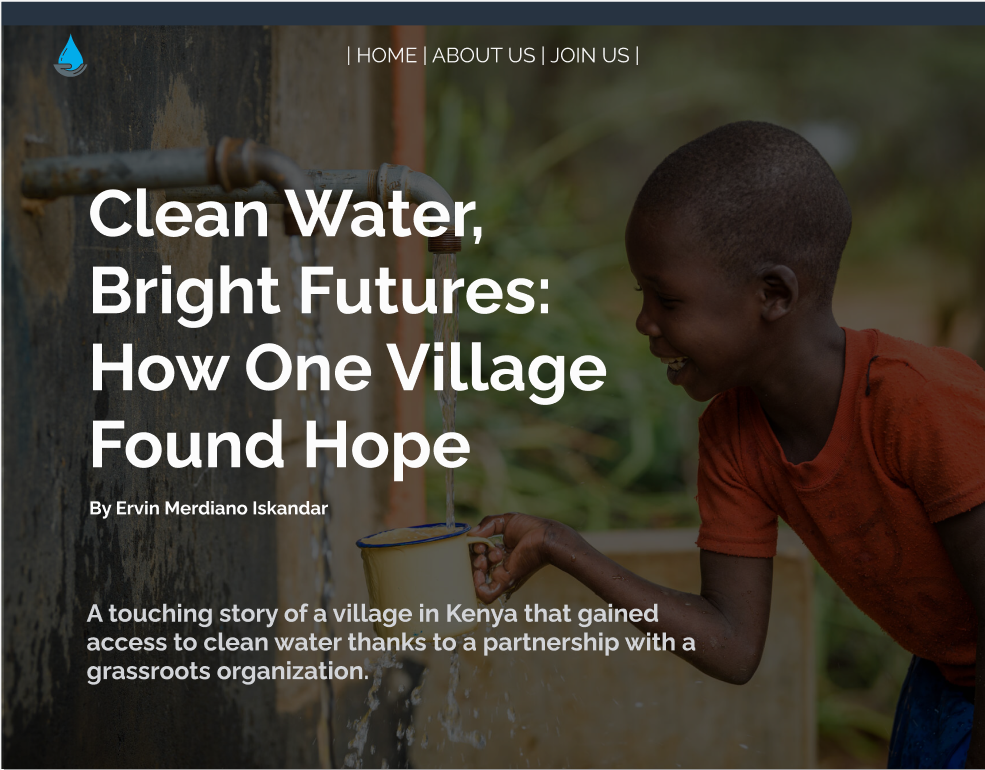 | HOME | ABOUT US | JOIN US |
Clean Water,
Bright Futures:
How One Village
Found Hope
By Ervin Merdiano Iskandar
A touching story of a village in Kenya that gained
access to clean water thanks to a partnership with a
grassroots organization.